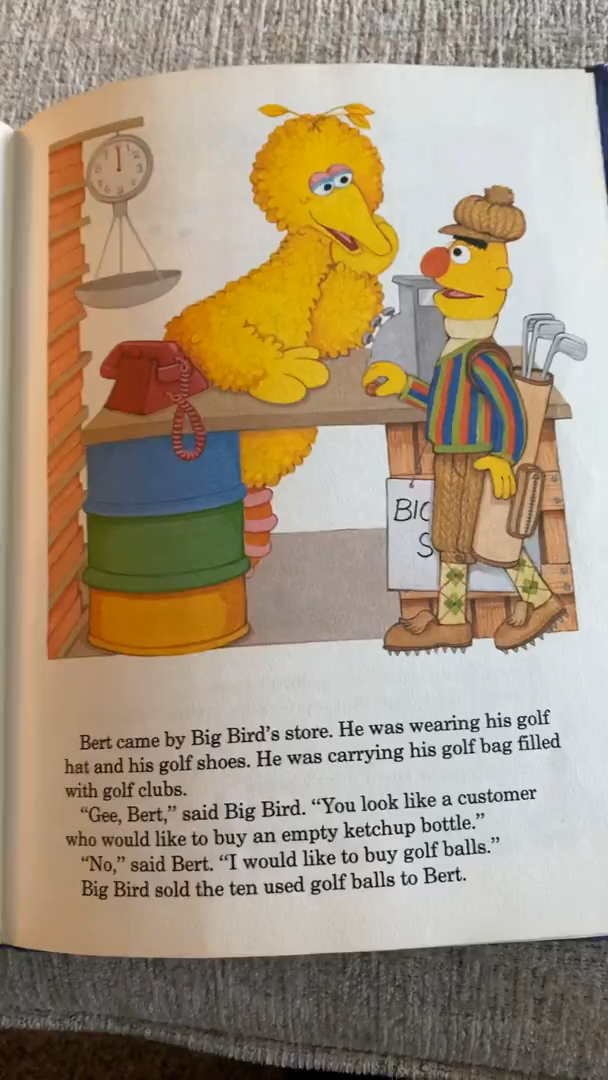 BIG
S
Bert came by Big Bird's store. He was wearing his golf
hat and his golf shoes. He was carrying his golf bag filled
with golf clubs.
“Gee, Bert,” said Big Bird. “You look like a customer
who would like to buy an empty ketchup bottle.”
“No,” said Bert. “I would like to buy golf balls.”
Big Bird sold the ten used golf balls to Bert.